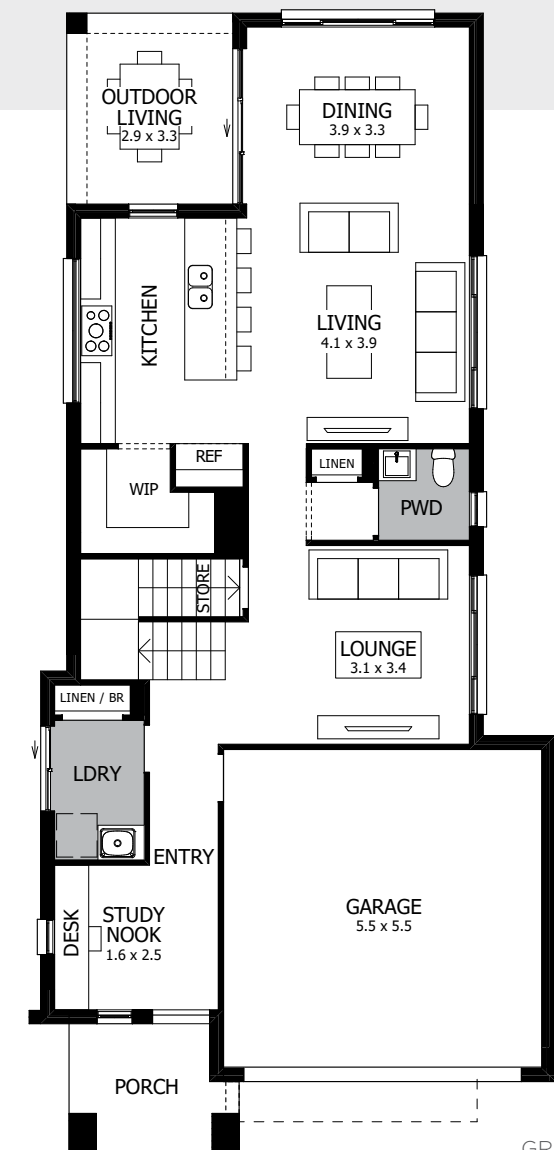 OUTDOOR
LIVING
2.9 x 3.3
DINING
3.9 x 3.3
KITCHEN
LIVING
4.1 x 3.9
REF
WIP
LINEN
PWD
STORE
LOUNGE
3.1 x 3.4
LINEN / BR
LDRY
ENTRY
DESK
STUDY
NOOK
1.6 x 2.5
GARAGE
5.5 x 5.5
PORCH
GR